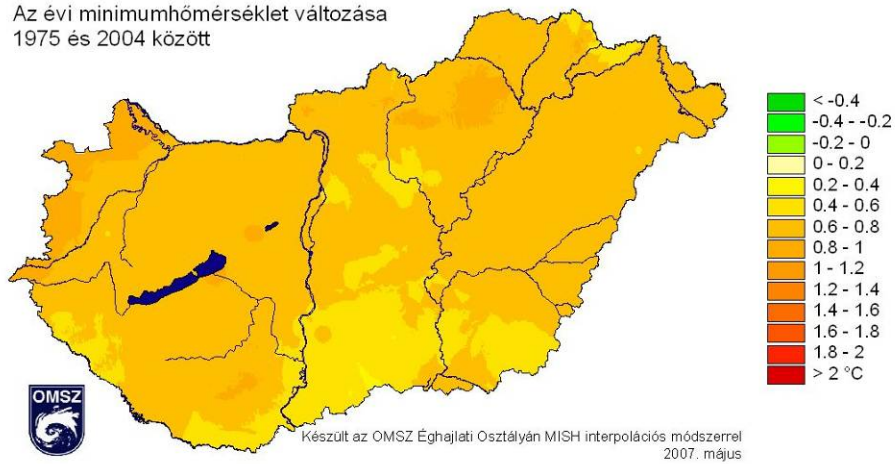 Az évi minimumhőmérséklet változása
1975 és 2004 között
< -0.4
-0.4 - -0.2
-0.2 - 0
0 - 0.2
0.2 - 0.4
0.4 - 0.6
0.6 - 0.8
0.8 - 1
1 - 1.2
1.2 - 1.4
1.4 - 1.6
1.6 - 1.8
1.8 - 2
> 2 °C
OMSZ
Készült az OMSZ Éghajlati Osztályán MISH interpolációs módszerrel
2007. május